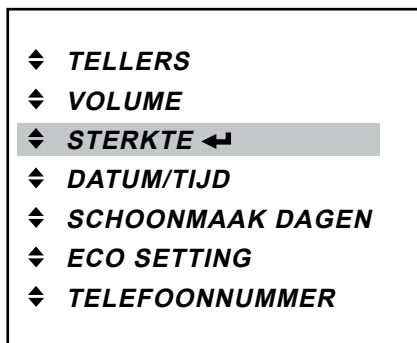 TELLERS
VOLUME
STERKTE
DATUM/TIJD
SCHOONMAAK DAGEN
ECO SETTING
TELEFOONNUMMER